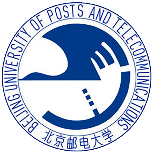 BEIJING UNIVERSITY OF POSTS AND TELECOMMUNICATIONS
北京邮电大学